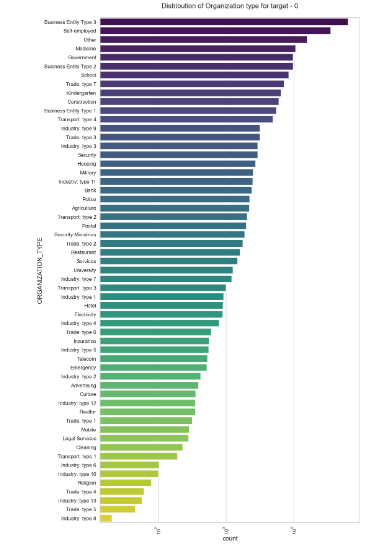 Distribution of Organization type for target - 0
Business Entity Type 3
Self-employed
Other
Medicine
Government
Business Entity Type 2
School
Trade: type 7
Kindergarten
Construction
Business Entity Type 1
Transport: type 4
Industry: type 9
Trade: type 3
Industry: type 3
Security
Housing
Military
Industry: type 11
Bank
Police
Agriculture
Transport: type 2
Postal
Security Ministries
Trade: type 2
Restaurant
Services
University
Industry: type 7
Transport: type 3
Industry: type 1
Hotel
Electricity
Industry: type 4
Trade: type 6
Insurance
Industry: type 5
Telecom
Emergency
Industry: type 2
Advertising
Culture
Industry: type 12
Realtor
Trade: type 1
Mobile
Legal Services
Cleaning
Transport: type 1
Industry: type 6
Industry: type 10
Religion
Trade: type 4
Industry: type 13
Trade: type 5
Industry: type 8
ORGANIZATION_TYPE
count